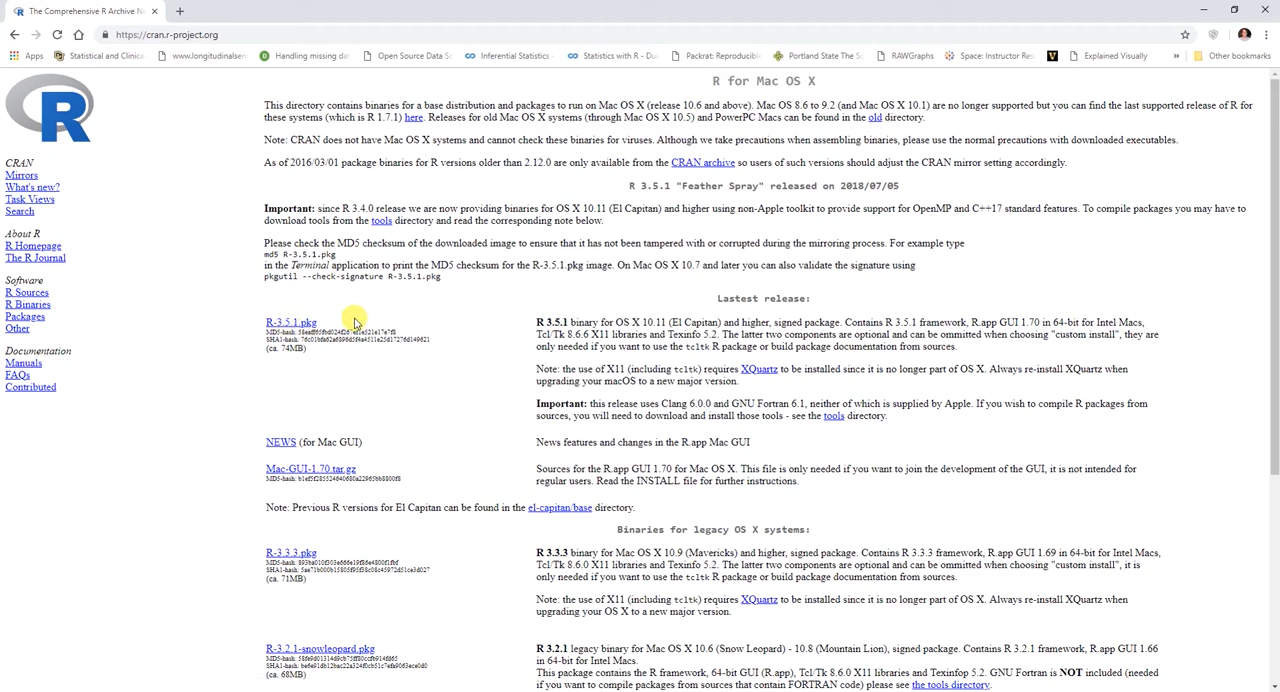 The Comprehensive R Archive N
https://cran.r-project.org
Apps
Statistical and Clinical
www.longitudinalsem
Handling missing da
Open Source Data S
Inferential Statistics -
Statistics with R - Du
Packrat: Reproducible
Portland State The Sc
RAWGraphs
Space: Instructor Res
V
Explained Visually
»
Other bookmarks
R
CRAN
Mirrors
What's new?
Task Views
Search
About R
R Homepage
The R Journal
Software
R Sources
R Binaries
Packages
Other
Documentation
Manuals
FAQs
Contributed
R for Mac OS X
This directory contains binaries for a base distribution and packages to run on Mac OS X (release 10.6 and above). Mac OS 8.6 to 9.2 (and Mac OS X 10.1) are no longer supported but you can find the last supported release of R for
these systems (which is R 1.7.1) here. Releases for old Mac OS X systems (through Mac OS X 10.5) and PowerPC Macs can be found in the old directory.
Note: CRAN does not have Mac OS X systems and cannot check these binaries for viruses. Although we take precautions when assembling binaries, please use the normal precautions with downloaded executables.
As of 2016/03/01 package binaries for R versions older than 2.12.0 are only available from the CRAN archive so users of such versions should adjust the CRAN mirror setting accordingly.
R 3.5.1 "Feather Spray" released on 2018/07/05
Important: since R 3.4.0 release we are now providing binaries for OS X 10.11 (El Capitan) and higher using non-Apple toolkit to provide support for OpenMP and C++17 standard features. To compile packages you may have to
download tools from the tools directory and read the corresponding note below.
Please check the MD5 checksum of the downloaded image to ensure that it has not been tampered with or corrupted during the mirroring process. For example type
md5 R-3.5.1.pkg
in the Terminal application to print the MD5 checksum for the R-3.5.1.pkg image. On Mac OS X 10.7 and later you can also validate the signature using
pkgutil --check-signature R-3.5.1.pkg
Lastest release:
R-3.5.1.pkg
MD5-hash:
SHA1-hash:
(ca. 74MB)
R 3.5.1 binary for OS X 10.11 (El Capitan) and higher, signed package. Contains R 3.5.1 framework, R.app GUI 1.70 in 64-bit for Intel Macs,
Tcl/Tk 8.6.6 X11 libraries and Texinfo 5.2. The latter two components are optional and can be ommitted when choosing "custom install", they are
only needed if you want to use the tcltk R package or build package documentation from sources.
Note: the use of X11 (including tcltk) requires XQuartz to be installed since it is no longer part of OS X. Always re-install XQuartz when
upgrading your macOS to a new major version.
Important: this release uses Clang 6.0.0 and GNU Fortran 6.1, neither of which is supplied by Apple. If you wish to compile R packages from
sources, you will need to download and install those tools - see the tools directory.
NEWS (for Mac GUI)
News features and changes in the R.app Mac GUI
Mac-GUI-1.70.tar.gz
MD5-hash:
Sources for the R.app GUI 1.70 for Mac OS X. This file is only needed if you want to join the development of the GUI, it is not intended for
regular users. Read the INSTALL file for further instructions.
Note: Previous R versions for El Capitan can be found in the el-capitan/base directory.
Binaries for legacy OS X systems:
R-3.3.3.pkg
MD5-hash:
SHA1-hash:
(ca. 71MB)
R 3.3.3 binary for Mac OS X 10.9 (Mavericks) and higher, signed package. Contains R 3.3.3 framework, R.app GUI 1.69 in 64-bit for Intel Macs,
Tcl/Tk 8.6.0 X11 libraries and Texinfo 5.2. The latter two components are optional and can be ommitted when choosing "custom install", it is
only needed if you want to use the tcltk R package or build package documentation from sources.
Note: the use of X11 (including tcltk) requires XQuartz to be installed since it is no longer part of OS X. Always re-install XQuartz when
upgrading your OS X to a new major version.
R-3.2.1-snowleopard.pkg
MD5-hash:
SHA1-hash:
(ca. 68MB)
R 3.2.1 legacy binary for Mac OS X 10.6 (Snow Leopard) - 10.8 (Mountain Lion), signed package. Contains R 3.2.1 framework, R.app GUI 1.66
in 64-bit for Intel Macs.
This package contains the R framework, 64-bit GUI (R.app), Tcl/Tk 8.6.0 X11 libraries and Texinfop 5.2. GNU Fortran is NOT included (needed
if you want to compile packages from sources that contain FORTRAN code) please see the tools directory.